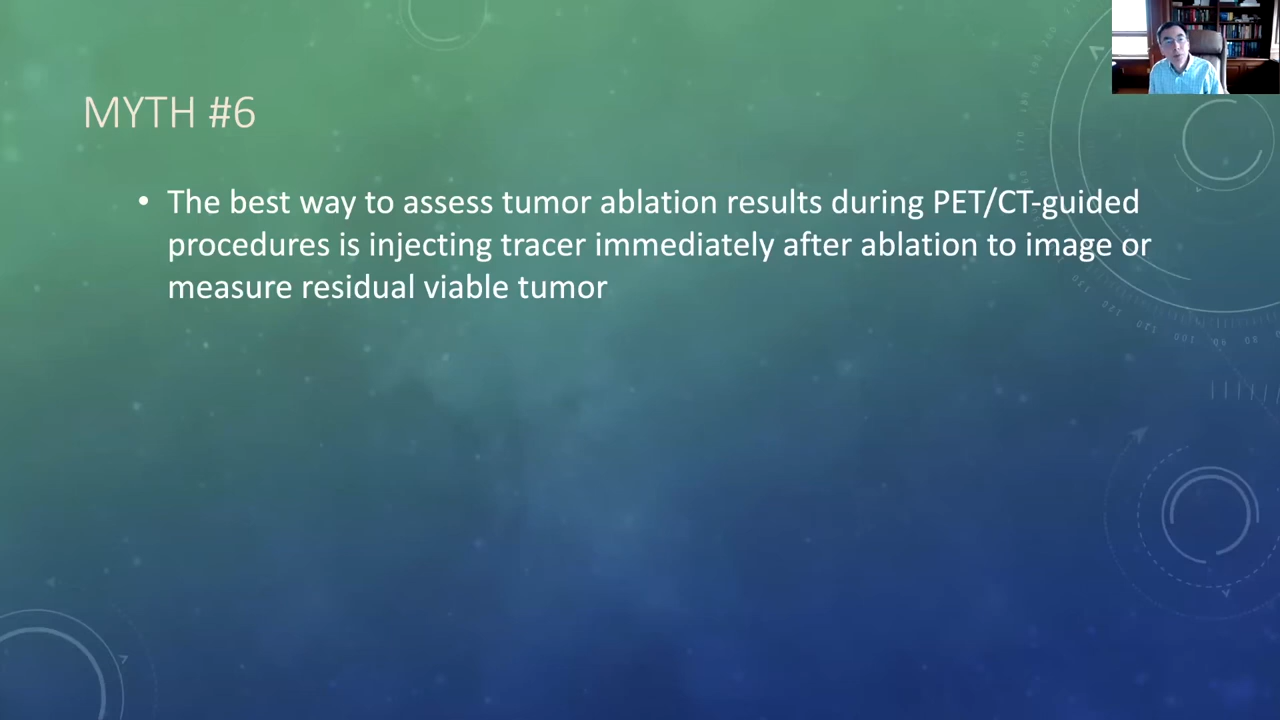 MYTH #6
• The best way to assess tumor ablation results during PET/CT-guided
procedures is injecting tracer immediately after ablation to image or
measure residual viable tumor